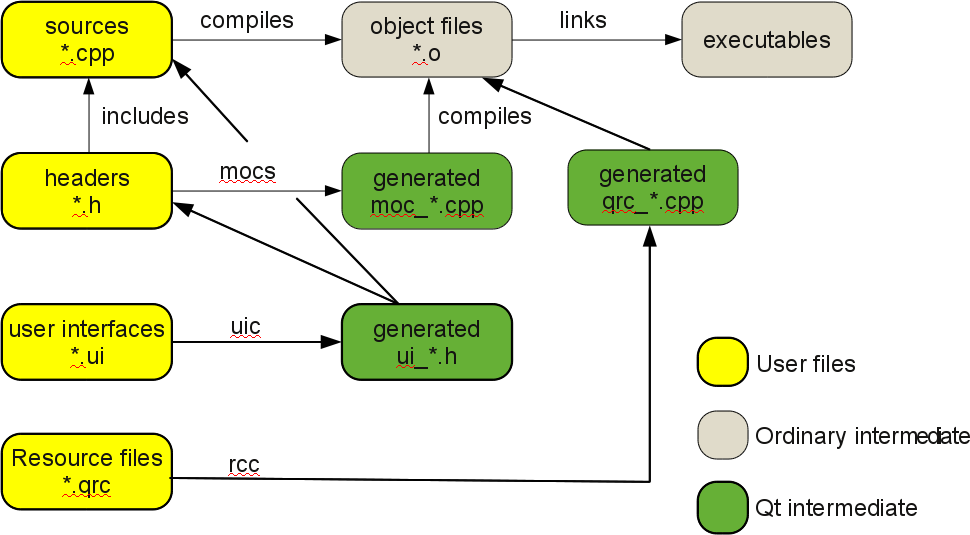 sources
*.cpp
compiles
object files
*.o
links
executables
includes
compiles
headers
*.h
mocs
generated
moc_*.cpp
generated
qrc_*.cpp
user interfaces
*.ui
uic
generated
ui_*.h
User files
Ordinary intermediate
Resource files
*.qrc
rcc
Qt intermediate